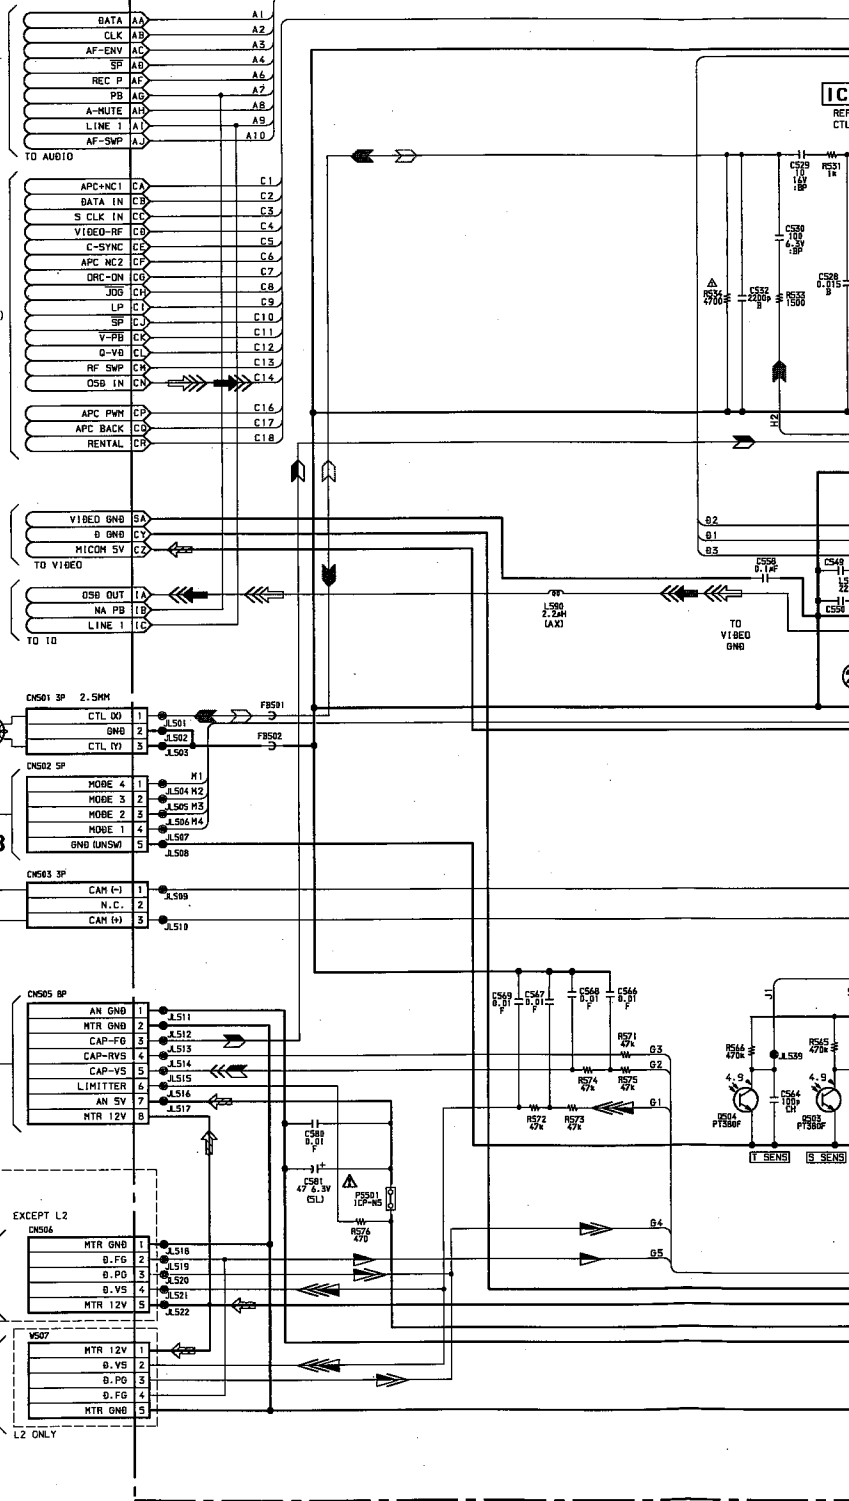 DATA AA A1
CLK AB A2
AF-ENV AC A3
SP AD A4
REC P AF A6
PB AG A7
A-MUTE AH A8
LINE 1 AI A9
AF-SWP AJ A10
TO AUDIO
APC+NC1 CA C1
DATA IN CB C2
S CLK IN CC C3
VIDEO-RF CD C4
C-SYNC CE C5
APC NC2 CF C6
DRC-ON CG C7
JOG CH C8
LP CI C9
SP CJ C10
V-PB CK C11
Q-VD CL C12
RF SWP CM C13
OSD IN CN C14
APC PWM CP C16
APC BACK CQ C17
RENTAL CR C18
VIDEO GND SA
D GND CY
MICOM 5V CZ
TO VIDEO
OSD OUT IA
NA PB IB
LINE 1 IC
TO IO
IC
REF
CTL
C529
10
16V
:BP
R531
1k
C530
100
6.3V
:BP
C528
0.015
B
R534
4700
C532
2200p
B
R533
1500
H2
D2
D1
D3
C558
0.1μF
C549
L5
22
C550
L590
2.2μH
(AX)
TO
VIDEO
GND
2
CN501 3P 2.5MM
CTL (X) 1
GND 2
CTL (Y) 3
JL501
JL502
JL503
FB501
FB502
CN502 5P
MODE 4 1 M1
MODE 3 2 JL504 M2
MODE 2 3 JL505 M3
MODE 1 4 JL506 M4
GND (UNSW) 5 JL507
JL508
CN503 3P
CAM (-) 1
N.C. 2
CAM (+) 3
JL509
JL510
CN505 8P
AN GND 1
MTR GND 2
CAP-FG 3
CAP-RVS 4
CAP-VS 5
LIMITTER 6
AN 5V 7
MTR 12V 8
JL511
JL512
JL513
JL514
JL515
JL516
JL517
C569
0.01
F
C567
0.01
F
C568
0.01
F
C566
0.01
F
R571
47k
R574
47k
R575
47k
R572
47k
R573
47k
G3
G2
G1
G4
G5
J1
R566
470k
JL539
R565
470k
4.9
4.9
Q504
PT380F
C564
100p
CH
Q503
PT380F
T SENS
S SENS
C580
0.01
F
C581
47 6.3V
(SL)
PS501
ICP-N5
R576
470
EXCEPT L2
CN506
MTR GND 1
D.FG 2
D.PG 3
D.VS 4
MTR 12V 5
JL518
JL519
JL520
JL521
JL522
W507
MTR 12V 1
D.VS 2
D.PG 3
D.FG 4
MTR GND 5
L2 ONLY